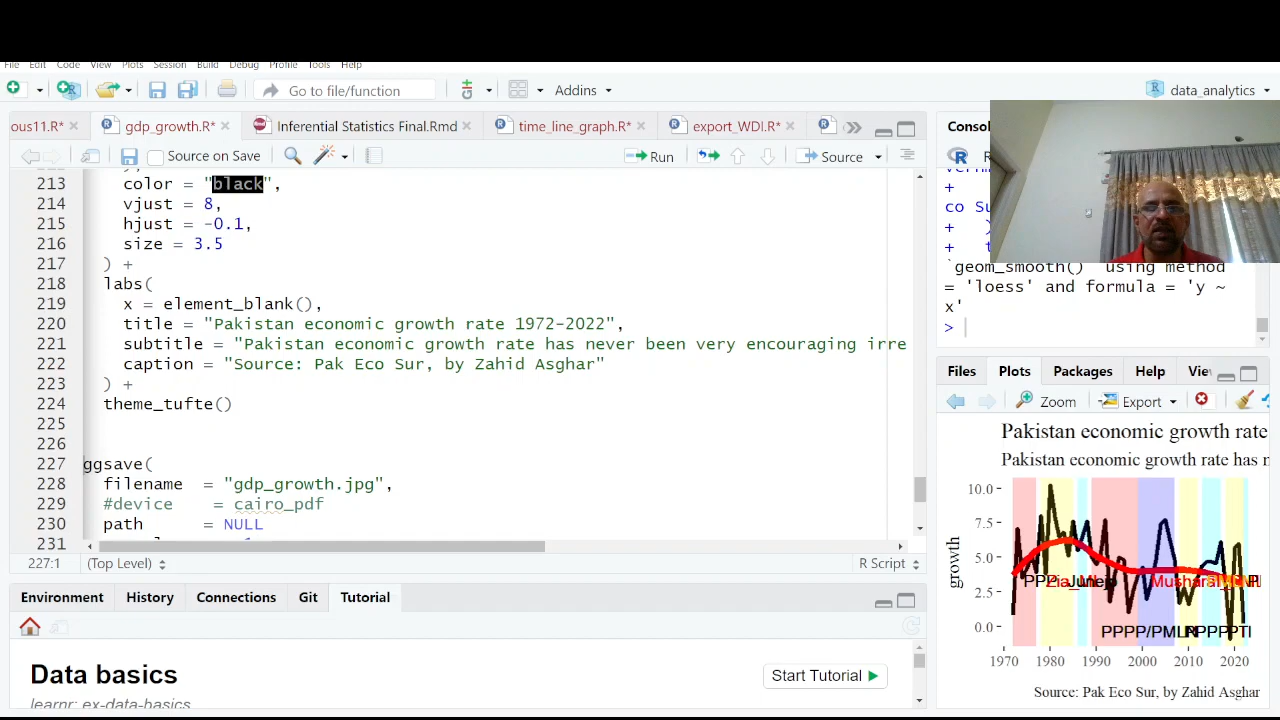 File Edit Code View Plots Session Build Debug Profile Tools Help
Go to file/function
Addins
data_analytics
ous11.R*
gdp_growth.R*
Inferential Statistics Final.Rmd
time_line_graph.R*
export_WDI.R*
Source on Save
Run
Source
213 color = "black",
214 vjust = 8,
215 hjust = -0.1,
216 size = 3.5
217 ) +
218 labs(
219 x = element_blank(),
220 title = "Pakistan economic growth rate 1972-2022",
221 subtitle = "Pakistan economic growth rate has never been very encouraging irre
222 caption = "Source: Pak Eco Sur, by Zahid Asghar"
223 ) +
224 theme_tufte()
225
226
227 ggsave(
228 filename = "gdp_growth.jpg",
229 #device = cairo_pdf
230 path = NULL
231
227:1 (Top Level) R Script
Environment History Connections Git Tutorial
Data basics
Start Tutorial
learnr: ex-data-basics
Consol
+
co Su
+
+ t
`geom_smooth()` using method
= 'loess' and formula = 'y ~
x'
>
Files Plots Packages Help
Zoom Export
Pakistan economic growth rate
Pakistan economic growth rate has n
growth
10.0
7.5
5.0
2.5
0.0
PPP
Zia_
Junejo
Mushara
PPPP/PMLN
PTI
1970 1980 1990 2000 2010 2020
Source: Pak Eco Sur, by Zahid Asghar